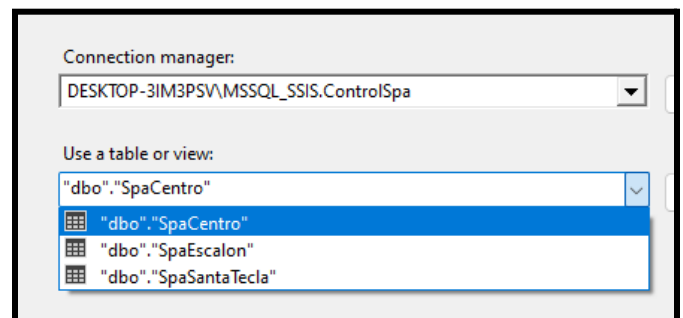 Connection manager:
DESKTOP-3IM3PSV\MSSQL_SSIS.ControlSpa
Use a table or view:
"dbo"."SpaCentro"
"dbo"."SpaCentro"
"dbo"."SpaEscalon"
"dbo"."SpaSantaTecla"